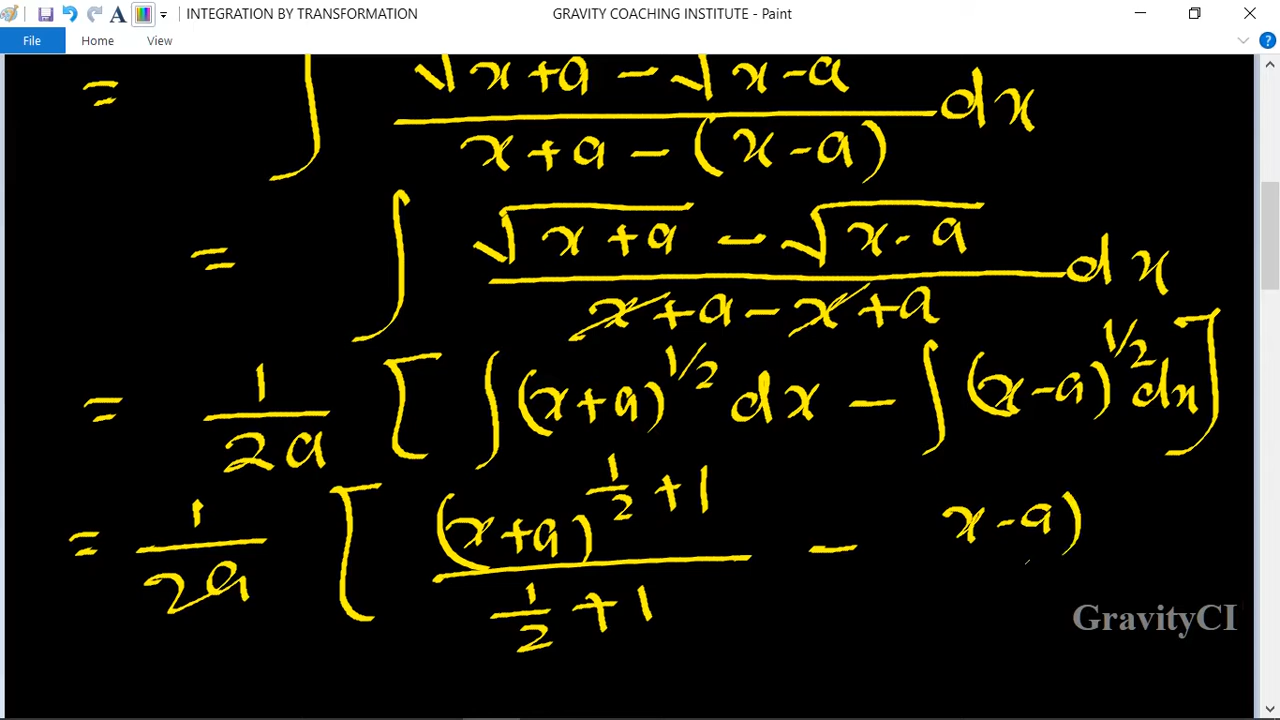 INTEGRATION BY TRANSFORMATION GRAVITY COACHING INSTITUTE - Paint
File Home View
= ∫ (√x+a - √x-a) / (x+a-(x-a)) dx
= ∫ (√x+a - √x-a) / (x+a-x+a) dx
= 1/2a [ ∫(x+a)^1/2 dx - ∫(x-a)^1/2 dx ]
= 1/2a [ (x+a)^(1/2+1) / (1/2+1) - x-a)
GravityCI